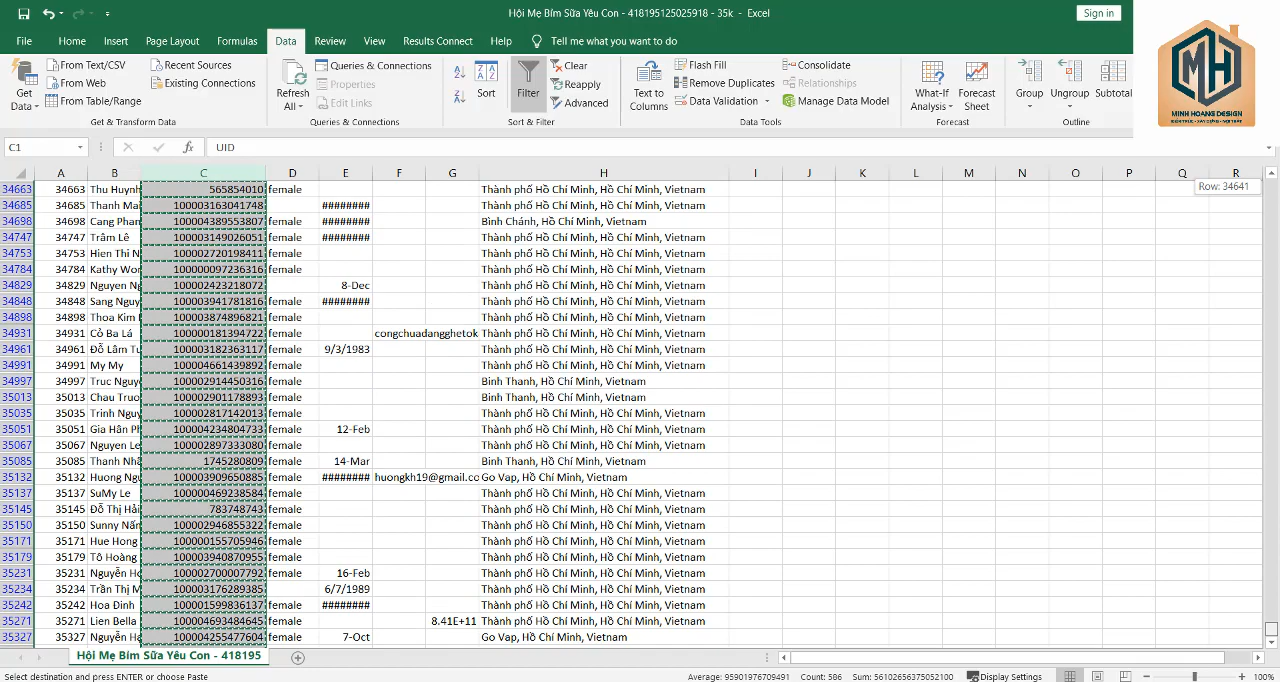 Hội Mẹ Bỉm Sữa Yêu Con - 418195125025918 - 35k - Excel
Sign in
File Home Insert Page Layout Formulas Data Review View Results Connect Help Tell me what you want to do
From Text/CSV Recent Sources Queries & Connections Clear Flash Fill Consolidate
From Web Existing Connections Properties Reapply Remove Duplicates Relationships
From Table/Range Edit Links Advanced Data Validation Manage Data Model
Get Data Refresh All Sort Filter Text to Columns What-If Analysis Forecast Sheet Group Ungroup Subtotal
Get & Transform Data Queries & Connections Sort & Filter Data Tools Forecast Outline
MH
MINH HOANG DESIGN
C1 fx UID
A B C D E F G H I J K L M N O P Q R
Row: 34641
34663 34663 Thu Huynh 565854010 female Thành phố Hồ Chí Minh, Hồ Chí Minh, Vietnam
34685 34685 Thanh Ma 100003163041748 ######## Thành phố Hồ Chí Minh, Hồ Chí Minh, Vietnam
34698 34698 Cang Phan 100004389553807 female ######## Bình Chánh, Hồ Chí Minh, Vietnam
34747 34747 Trâm Lê 100003149026051 female ######## Thành phố Hồ Chí Minh, Hồ Chí Minh, Vietnam
34753 34753 Hien Thi N 100002720198411 female Thành phố Hồ Chí Minh, Hồ Chí Minh, Vietnam
34784 34784 Kathy Wor 100000097236316 female Thành phố Hồ Chí Minh, Hồ Chí Minh, Vietnam
34829 34829 Nguyen Ng 100002423218072 8-Dec Thành phố Hồ Chí Minh, Hồ Chí Minh, Vietnam
34848 34848 Sang Nguy 100003941781816 female ######## Thành phố Hồ Chí Minh, Hồ Chí Minh, Vietnam
34898 34898 Thoa Kim 100003874896821 female Thành phố Hồ Chí Minh, Hồ Chí Minh, Vietnam
34931 34931 Cỏ Ba Lá 100000181394722 female congchuadangghetok Thành phố Hồ Chí Minh, Hồ Chí Minh, Vietnam
34961 34961 Đỗ Lâm Tu 100003182363117 female 9/3/1983 Thành phố Hồ Chí Minh, Hồ Chí Minh, Vietnam
34991 34991 My My 100004661439892 female Thành phố Hồ Chí Minh, Hồ Chí Minh, Vietnam
34997 34997 Truc Nguy 100002914450316 female Binh Thanh, Hồ Chí Minh, Vietnam
35013 35013 Chau Truo 100002901178893 female Binh Thanh, Hồ Chí Minh, Vietnam
35035 35035 Trinh Nguy 100002817142013 female Thành phố Hồ Chí Minh, Hồ Chí Minh, Vietnam
35051 35051 Gia Hân Ph 100004234804733 female 12-Feb Thành phố Hồ Chí Minh, Hồ Chí Minh, Vietnam
35067 35067 Nguyen Le 100002897333080 female Thành phố Hồ Chí Minh, Hồ Chí Minh, Vietnam
35085 35085 Thanh Nhã 1745280809 female 14-Mar Binh Thanh, Hồ Chí Minh, Vietnam
35132 35132 Huong Ngu 100003909650885 female ######## huongkh19@gmail.co Go Vap, Hồ Chí Minh, Vietnam
35137 35137 SuMy Le 100000469238584 female Thành phố Hồ Chí Minh, Hồ Chí Minh, Vietnam
35145 35145 Đỗ Thị Hải 783748743 female Thành phố Hồ Chí Minh, Hồ Chí Minh, Vietnam
35150 35150 Sunny Nấn 100002946855322 female Thành phố Hồ Chí Minh, Hồ Chí Minh, Vietnam
35171 35171 Hue Hong 100000155705946 female Thành phố Hồ Chí Minh, Hồ Chí Minh, Vietnam
35179 35179 Tô Hoàng 100003940870955 female Thành phố Hồ Chí Minh, Hồ Chí Minh, Vietnam
35231 35231 Nguyễn Ho 100002700007792 female 16-Feb Thành phố Hồ Chí Minh, Hồ Chí Minh, Vietnam
35234 35234 Trần Thị M 100003176289385 6/7/1989 Thành phố Hồ Chí Minh, Hồ Chí Minh, Vietnam
35242 35242 Hoa Đinh 100001599836137 female ######## Thành phố Hồ Chí Minh, Hồ Chí Minh, Vietnam
35271 35271 Lien Bella 100004693484645 female 8.41E+11 Thành phố Hồ Chí Minh, Hồ Chí Minh, Vietnam
35327 35327 Nguyễn Ha 100004255477604 female 7-Oct Go Vap, Hồ Chí Minh, Vietnam
Hội Mẹ Bỉm Sữa Yêu Con - 418195
Select destination and press ENTER or choose Paste Average: 95901976709491 Count: 586 Sum: 56102656375052100 Display Settings 100%